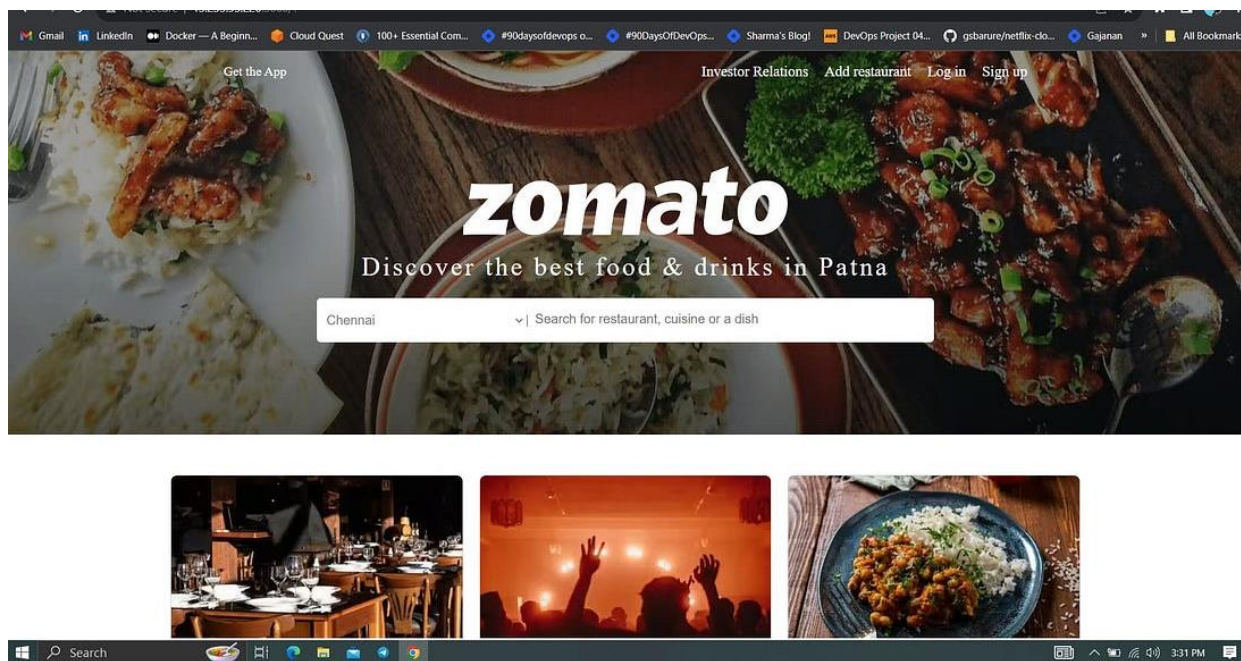 Gmail LinkedIn Docker — A Beginn... Cloud Quest 100+ Essential Com... #90daysofdevops o... #90DaysOfDevOps... Sharma's Blog! DevOps Project 04... gsbarure/netflix-clo... Gajanan » All Bookmark
Get the App Investor Relations Add restaurant Log in Sign up
zomato
Discover the best food & drinks in Patna
Chennai | Search for restaurant, cuisine or a dish
Search 3:31 PM